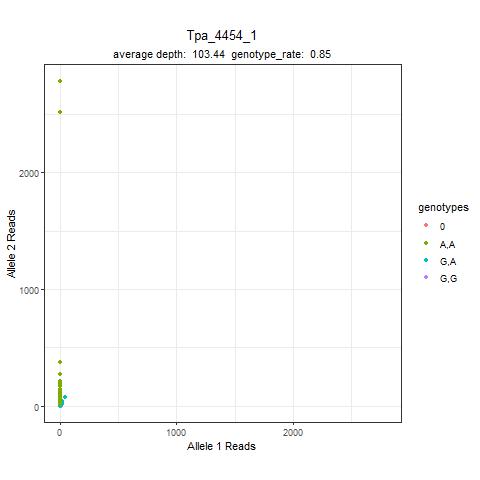 Tpa_4454_1
average depth:  103.44  genotype_rate:  0.85
2000
1000
0
Allele 2 Reads
0
1000
2000
Allele 1 Reads
genotypes
0
A,A
G,A
G,G